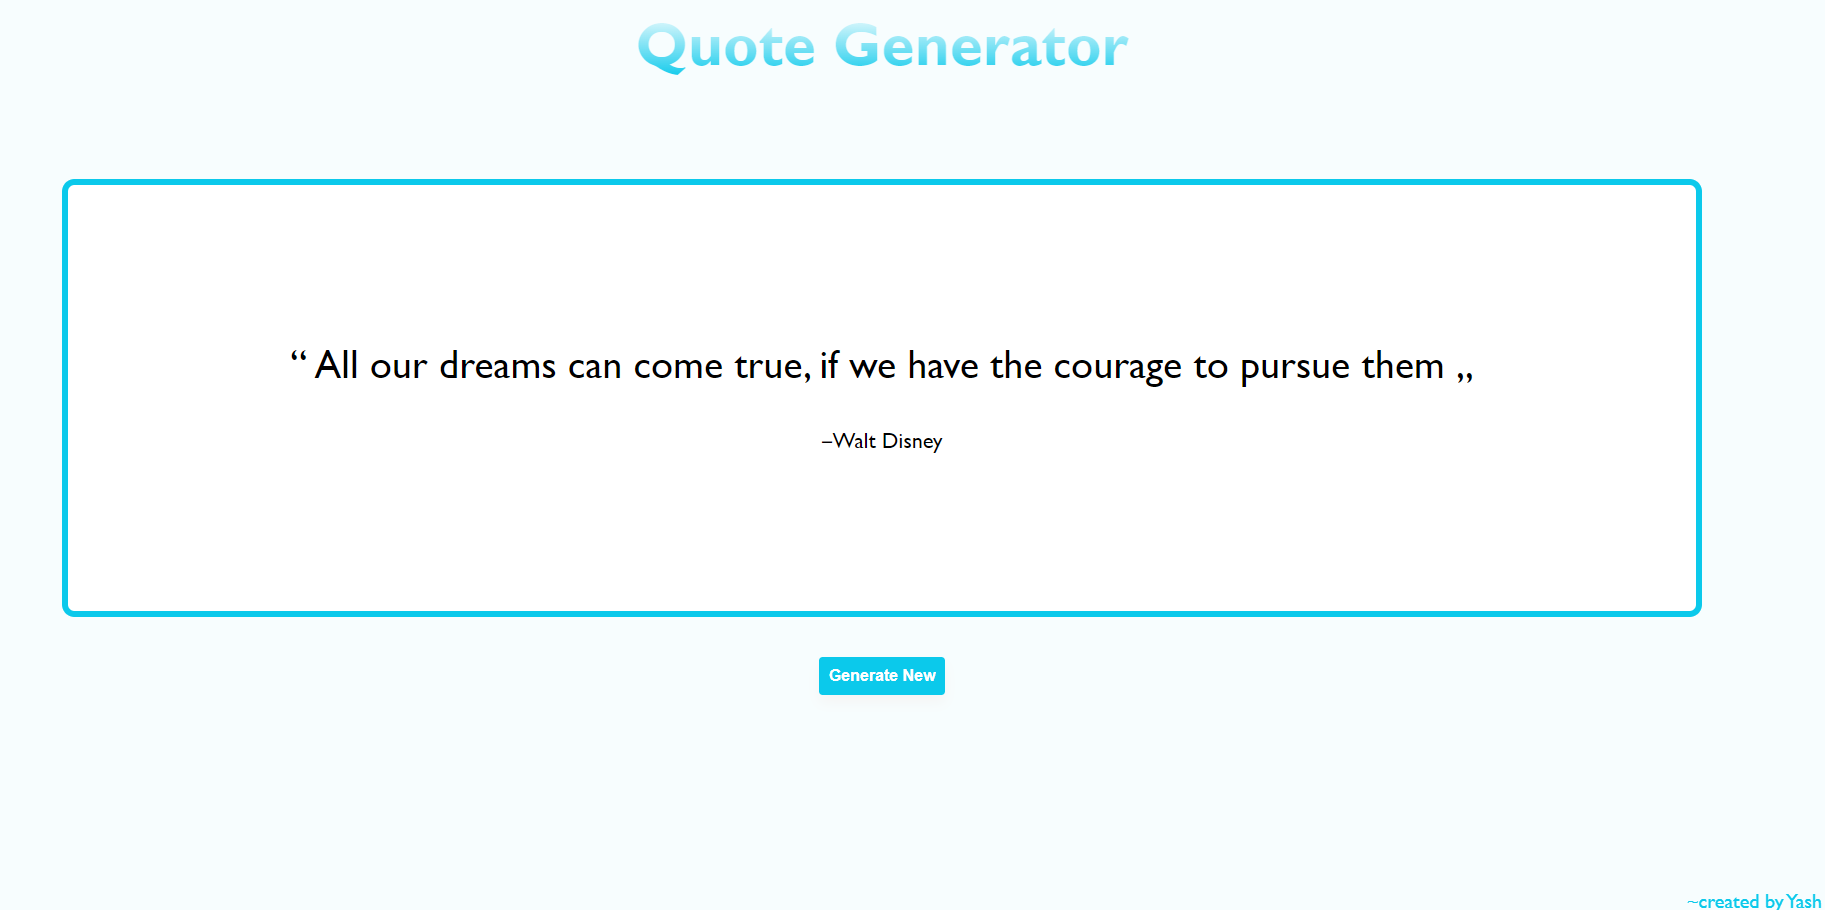 Quote Generator
“ All our dreams can come true, if we have the courage to pursue them „
–Walt Disney
Generate New
~created by Yash